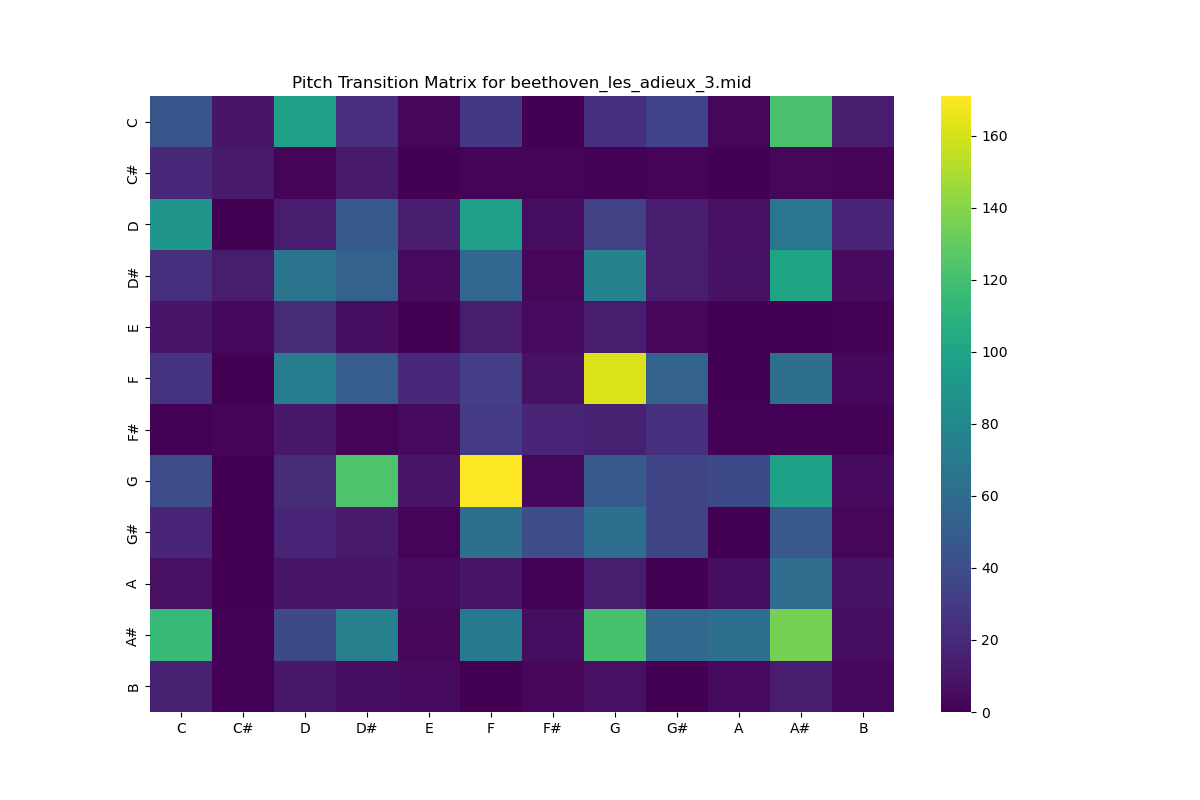 Pitch Transition Matrix for beethoven_les_adieux_3.mid
C
C#
D
D#
E
F
F#
G
G#
A
A#
B
C C# D D# E F F# G G# A A# B
160
140
120
100
80
60
40
20
0